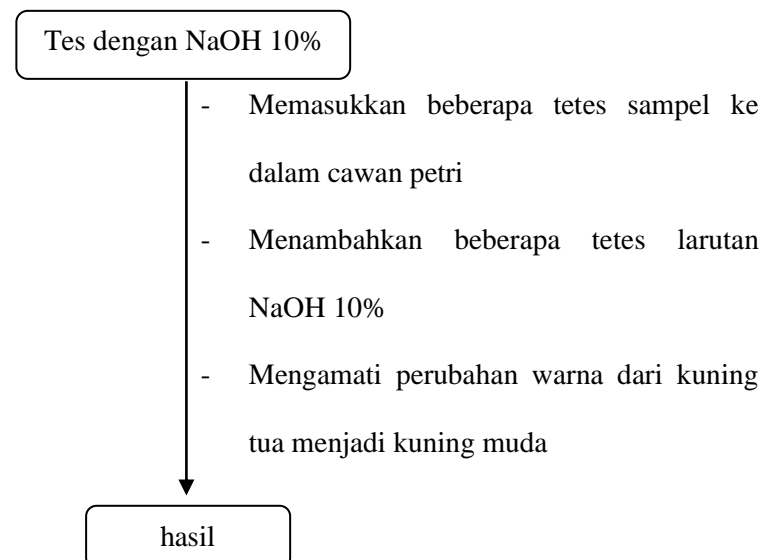 Tes dengan NaOH 10%
- Memasukkan beberapa tetes sampel ke
dalam cawan petri
- Menambahkan beberapa tetes larutan
NaOH 10%
- Mengamati perubahan warna dari kuning
tua menjadi kuning muda
hasil